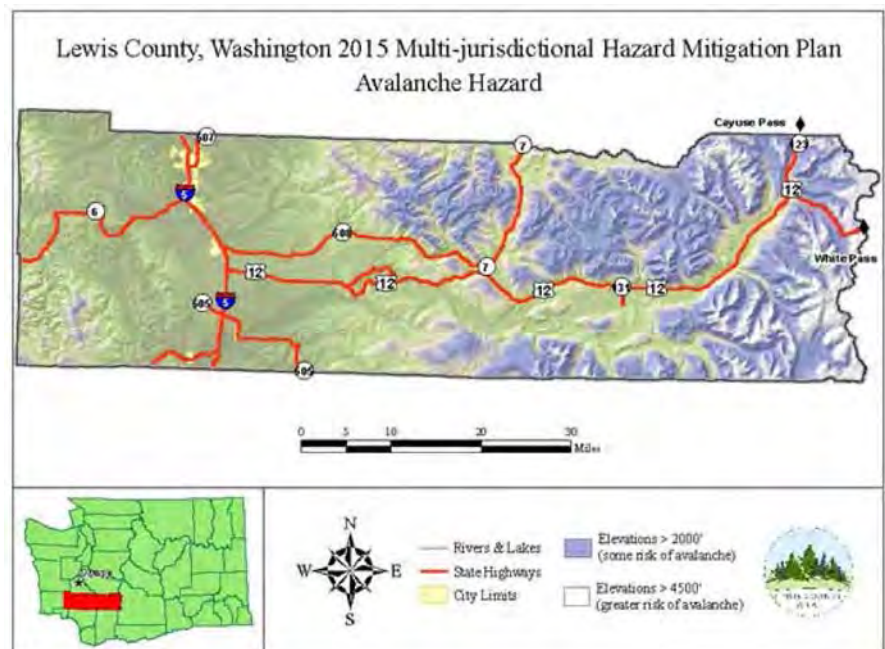 Lewis County, Washington 2015 Multi-jurisdictional Hazard Mitigation Plan
Avalanche Hazard
Cayuse Pass
507
7
123
5
12
6
508
White Pass
7
12
12
12
131
12
505
5
505
0 5 10 20 30
Miles
N
W E
S
Rivers & Lakes
State Highways
City Limits
Elevations > 2000'
(some risk of avalanche)
Elevations > 4500'
(greater risk of avalanche)